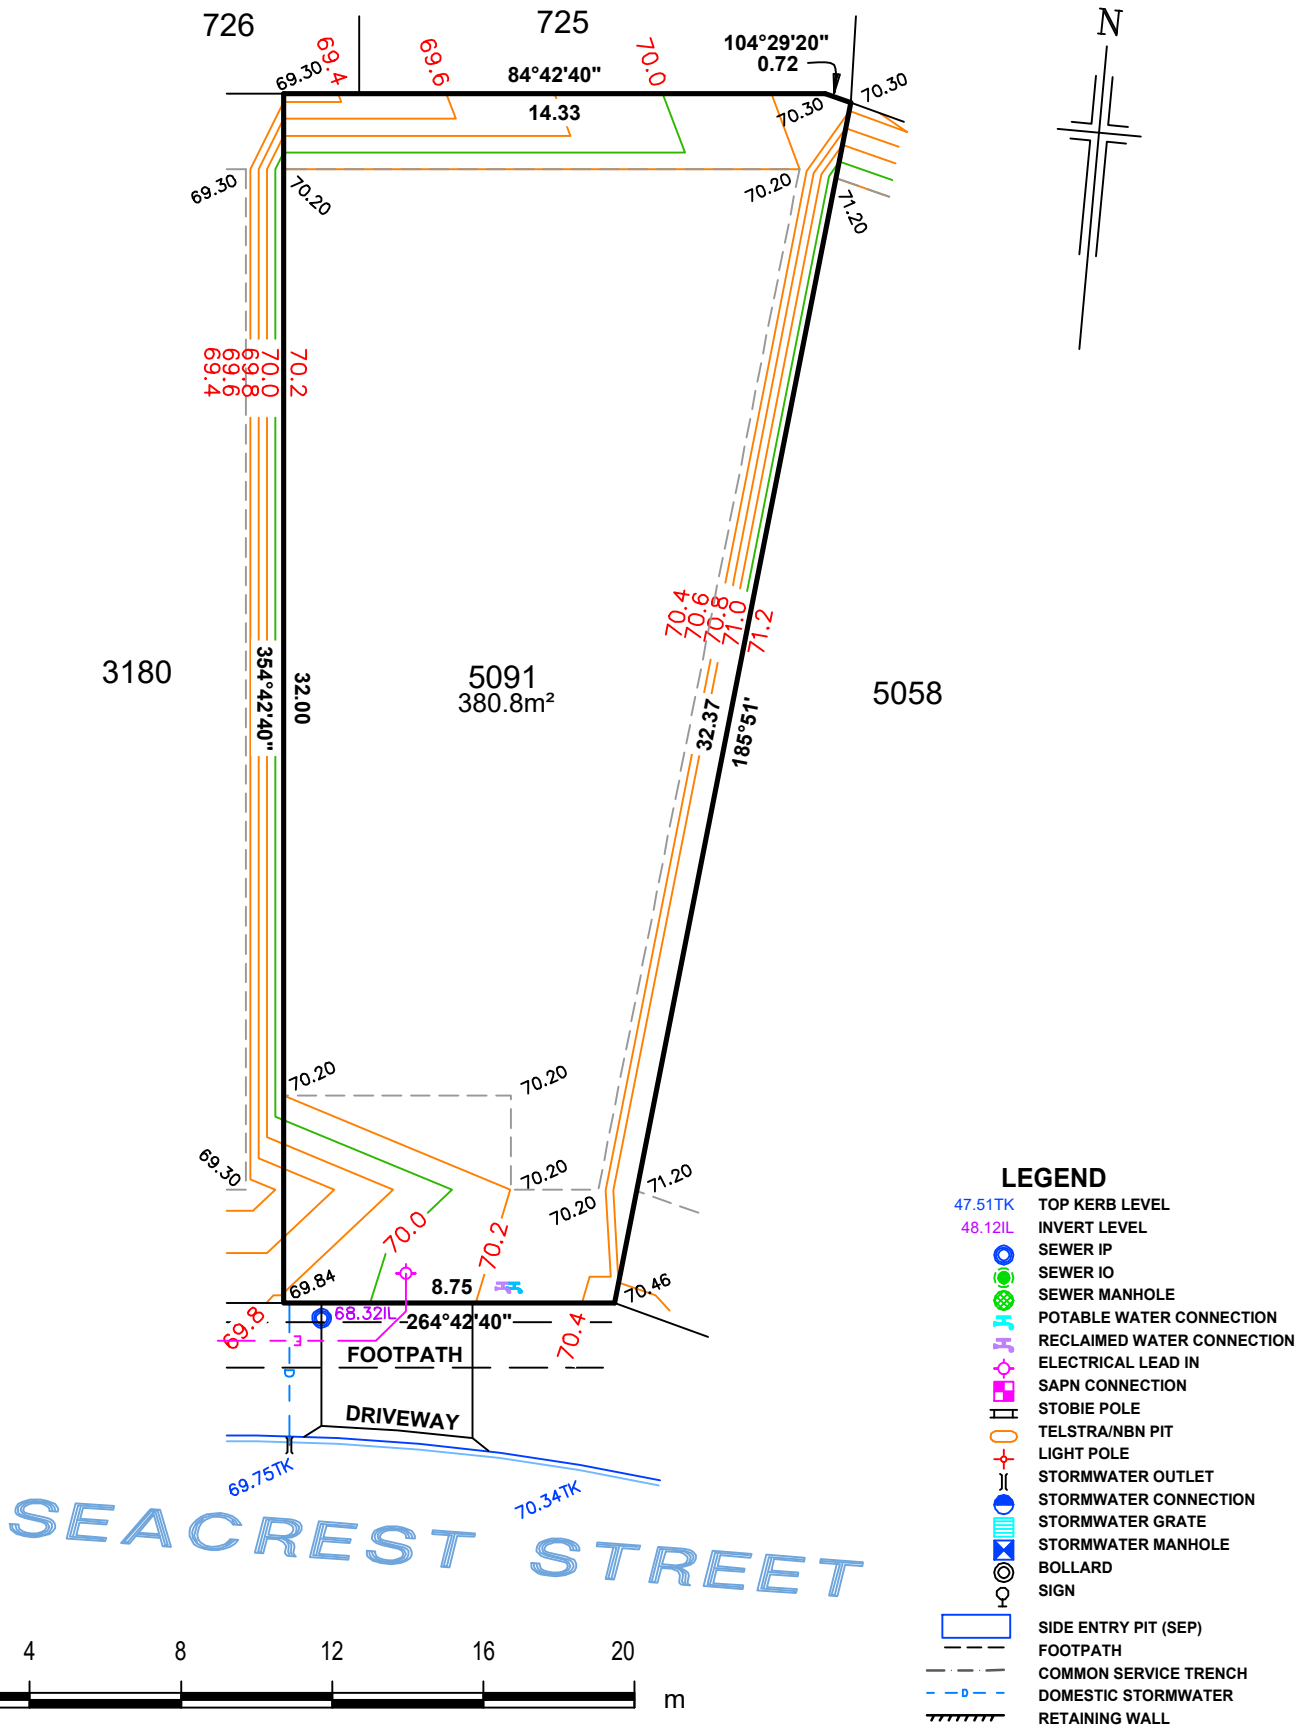 726
725
N
69.30
69.4
69.6
84°42'40"
70.0
104°29'20"
0.72
70.30
70.30
14.33
69.30
70.20
70.20
71.20
69.4
69.6
69.8
70.0
70.2
70.4
70.6
70.8
71.0
71.2
3180
354°42'40"
32.00
5091
380.8m²
32.37
185°51'
5058
70.20
70.20
69.30
70.20
70.20
71.20
70.0
70.2
69.84
8.75
70.46
69.8
68.32IL
264°42'40"
70.4
E
FOOTPATH
D
DRIVEWAY
69.75TK
70.34TK
SEACREST STREET
4 8 12 16 20
m
LEGEND
47.51TK TOP KERB LEVEL
48.12IL INVERT LEVEL
SEWER IP
SEWER IO
SEWER MANHOLE
POTABLE WATER CONNECTION
RECLAIMED WATER CONNECTION
ELECTRICAL LEAD IN
SAPN CONNECTION
STOBIE POLE
TELSTRA/NBN PIT
LIGHT POLE
STORMWATER OUTLET
STORMWATER CONNECTION
STORMWATER GRATE
STORMWATER MANHOLE
BOLLARD
SIGN
SIDE ENTRY PIT (SEP)
FOOTPATH
COMMON SERVICE TRENCH
D DOMESTIC STORMWATER
RETAINING WALL